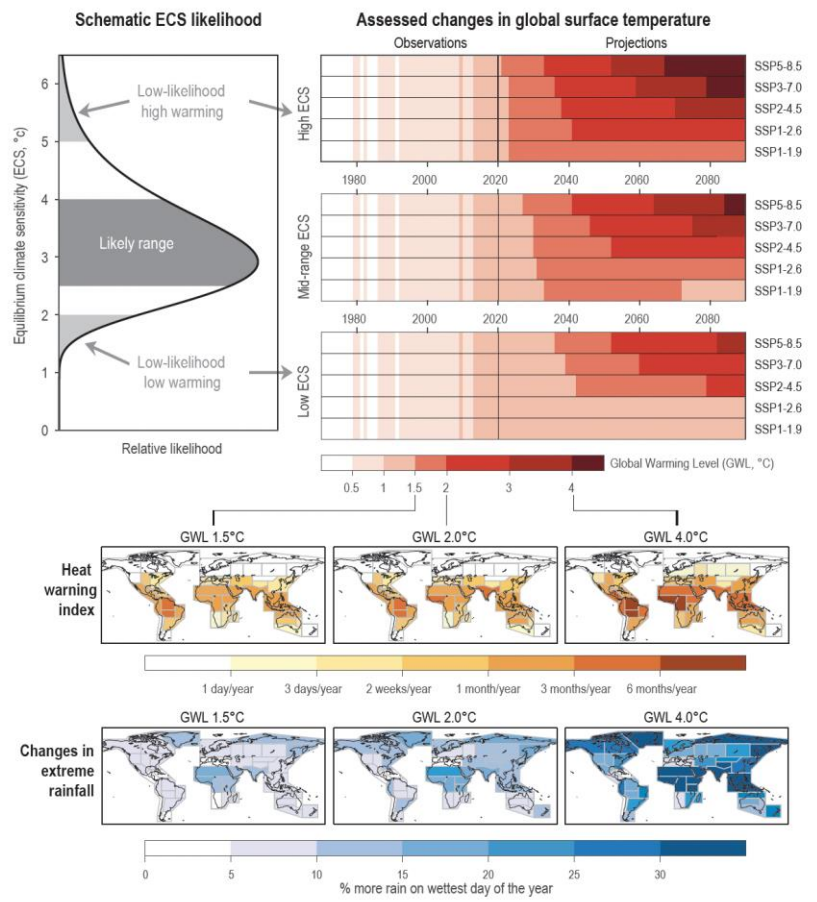 Schematic ECS likelihood
Assessed changes in global surface temperature
Observations
Projections
Equilibrium climate sensitivity (ECS, °c)
6
5
4
3
2
1
0
Low-likelihood
high warming
Likely range
Low-likelihood
low warming
Relative likelihood
High ECS
SSP5-8.5
SSP3-7.0
SSP2-4.5
SSP1-2.6
SSP1-1.9
1980 2000 2020 2040 2060 2080
Mid-range ECS
SSP5-8.5
SSP3-7.0
SSP2-4.5
SSP1-2.6
SSP1-1.9
1980 2000 2020 2040 2060 2080
Low ECS
SSP5-8.5
SSP3-7.0
SSP2-4.5
SSP1-2.6
SSP1-1.9
Global Warming Level (GWL, °C)
0.5 1 1.5 2 3 4
GWL 1.5°C GWL 2.0°C GWL 4.0°C
Heat
warning
index
1 day/year 3 days/year 2 weeks/year 1 month/year 3 months/year 6 months/year
GWL 1.5°C GWL 2.0°C GWL 4.0°C
Changes in
extreme
rainfall
0 5 10 15 20 25 30
% more rain on wettest day of the year